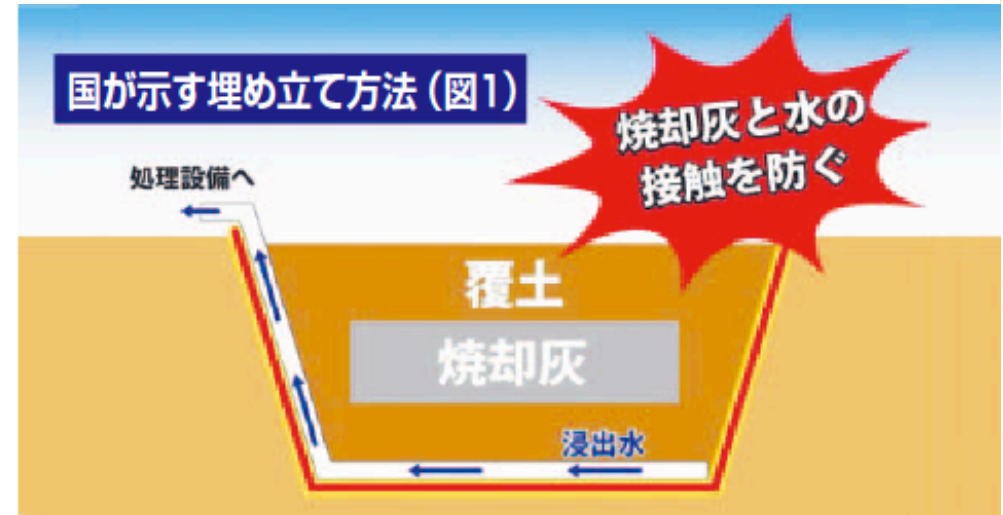 国が示す埋め立て方法（図1）
焼却灰と水の
接触を防ぐ
処理設備へ
覆土
焼却灰
浸出水